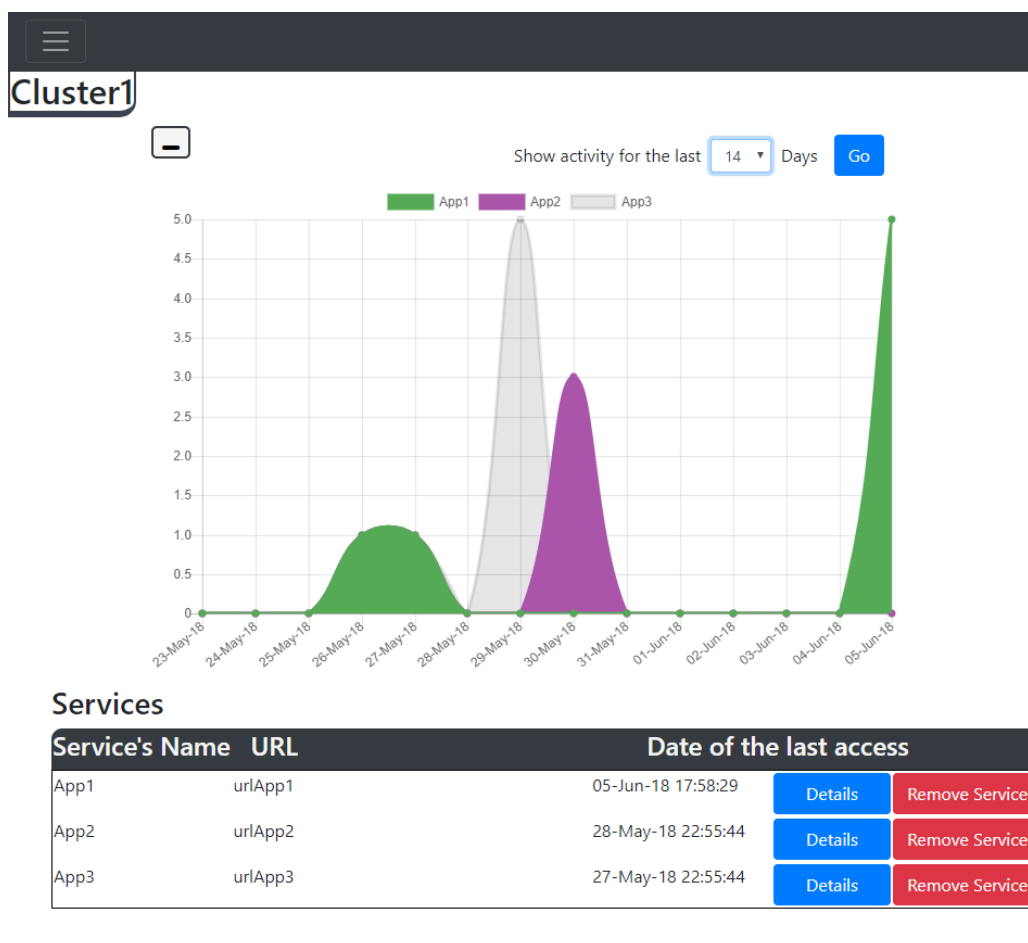 Cluster1
Show activity for the last 14 Days Go
App1 App2 App3
5.0
4.5
4.0
3.5
3.0
2.5
2.0
1.5
1.0
0.5
0
23-May-18 24-May-18 25-May-18 26-May-18 27-May-18 28-May-18 29-May-18 30-May-18 31-May-18 01-Jun-18 02-Jun-18 03-Jun-18 04-Jun-18 05-Jun-18
Services
Service's Name URL Date of the last access
App1 urlApp1 05-Jun-18 17:58:29 Details Remove Service
App2 urlApp2 28-May-18 22:55:44 Details Remove Service
App3 urlApp3 27-May-18 22:55:44 Details Remove Service